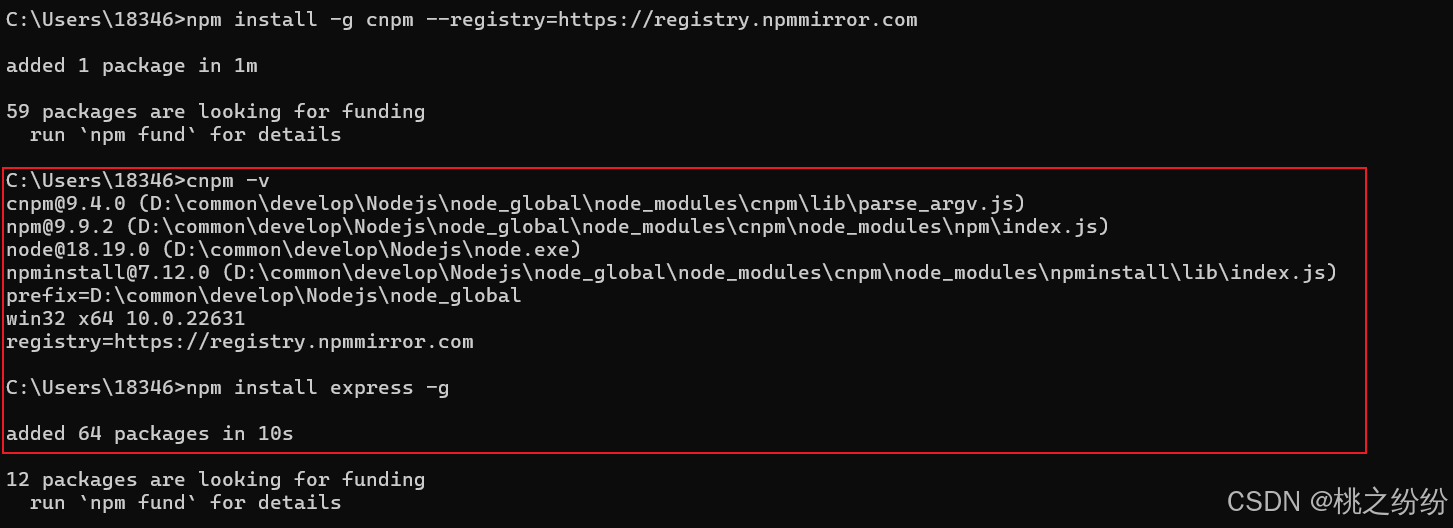 C:\Users\18346>npm install -g cnpm --registry=https://registry.npmmirror.com
added 1 package in 1m
59 packages are looking for funding
  run `npm fund` for details
C:\Users\18346>cnpm -v
cnpm@9.4.0 (D:\common\develop\Nodejs\node_global\node_modules\cnpm\lib\parse_argv.js)
npm@9.9.2 (D:\common\develop\Nodejs\node_global\node_modules\cnpm\node_modules\npm\index.js)
node@18.19.0 (D:\common\develop\Nodejs\node.exe)
npminstall@7.12.0 (D:\common\develop\Nodejs\node_global\node_modules\cnpm\node_modules\npminstall\lib\index.js)
prefix=D:\common\develop\Nodejs\node_global
win32 x64 10.0.22631
registry=https://registry.npmmirror.com
C:\Users\18346>npm install express -g
added 64 packages in 10s
12 packages are looking for funding
  run `npm fund` for details
CSDN @桃之纷纷